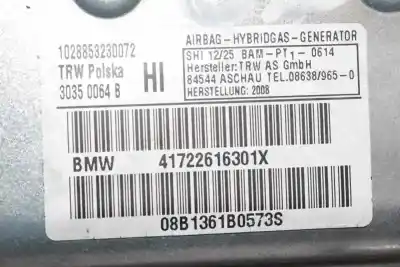 1028853230072
TRW Polska
3035 0064 B
HI
AIRBAG-HYBRIDGAS-GENERATOR
SHI 12/25 BAM-PT1-0614
Hersteller:TRW AS GmbH
84544 ASCHAU TEL.08638/965-0
HERSTELLUNG: 2008
BMW 41722616301X
08B1361B0573S